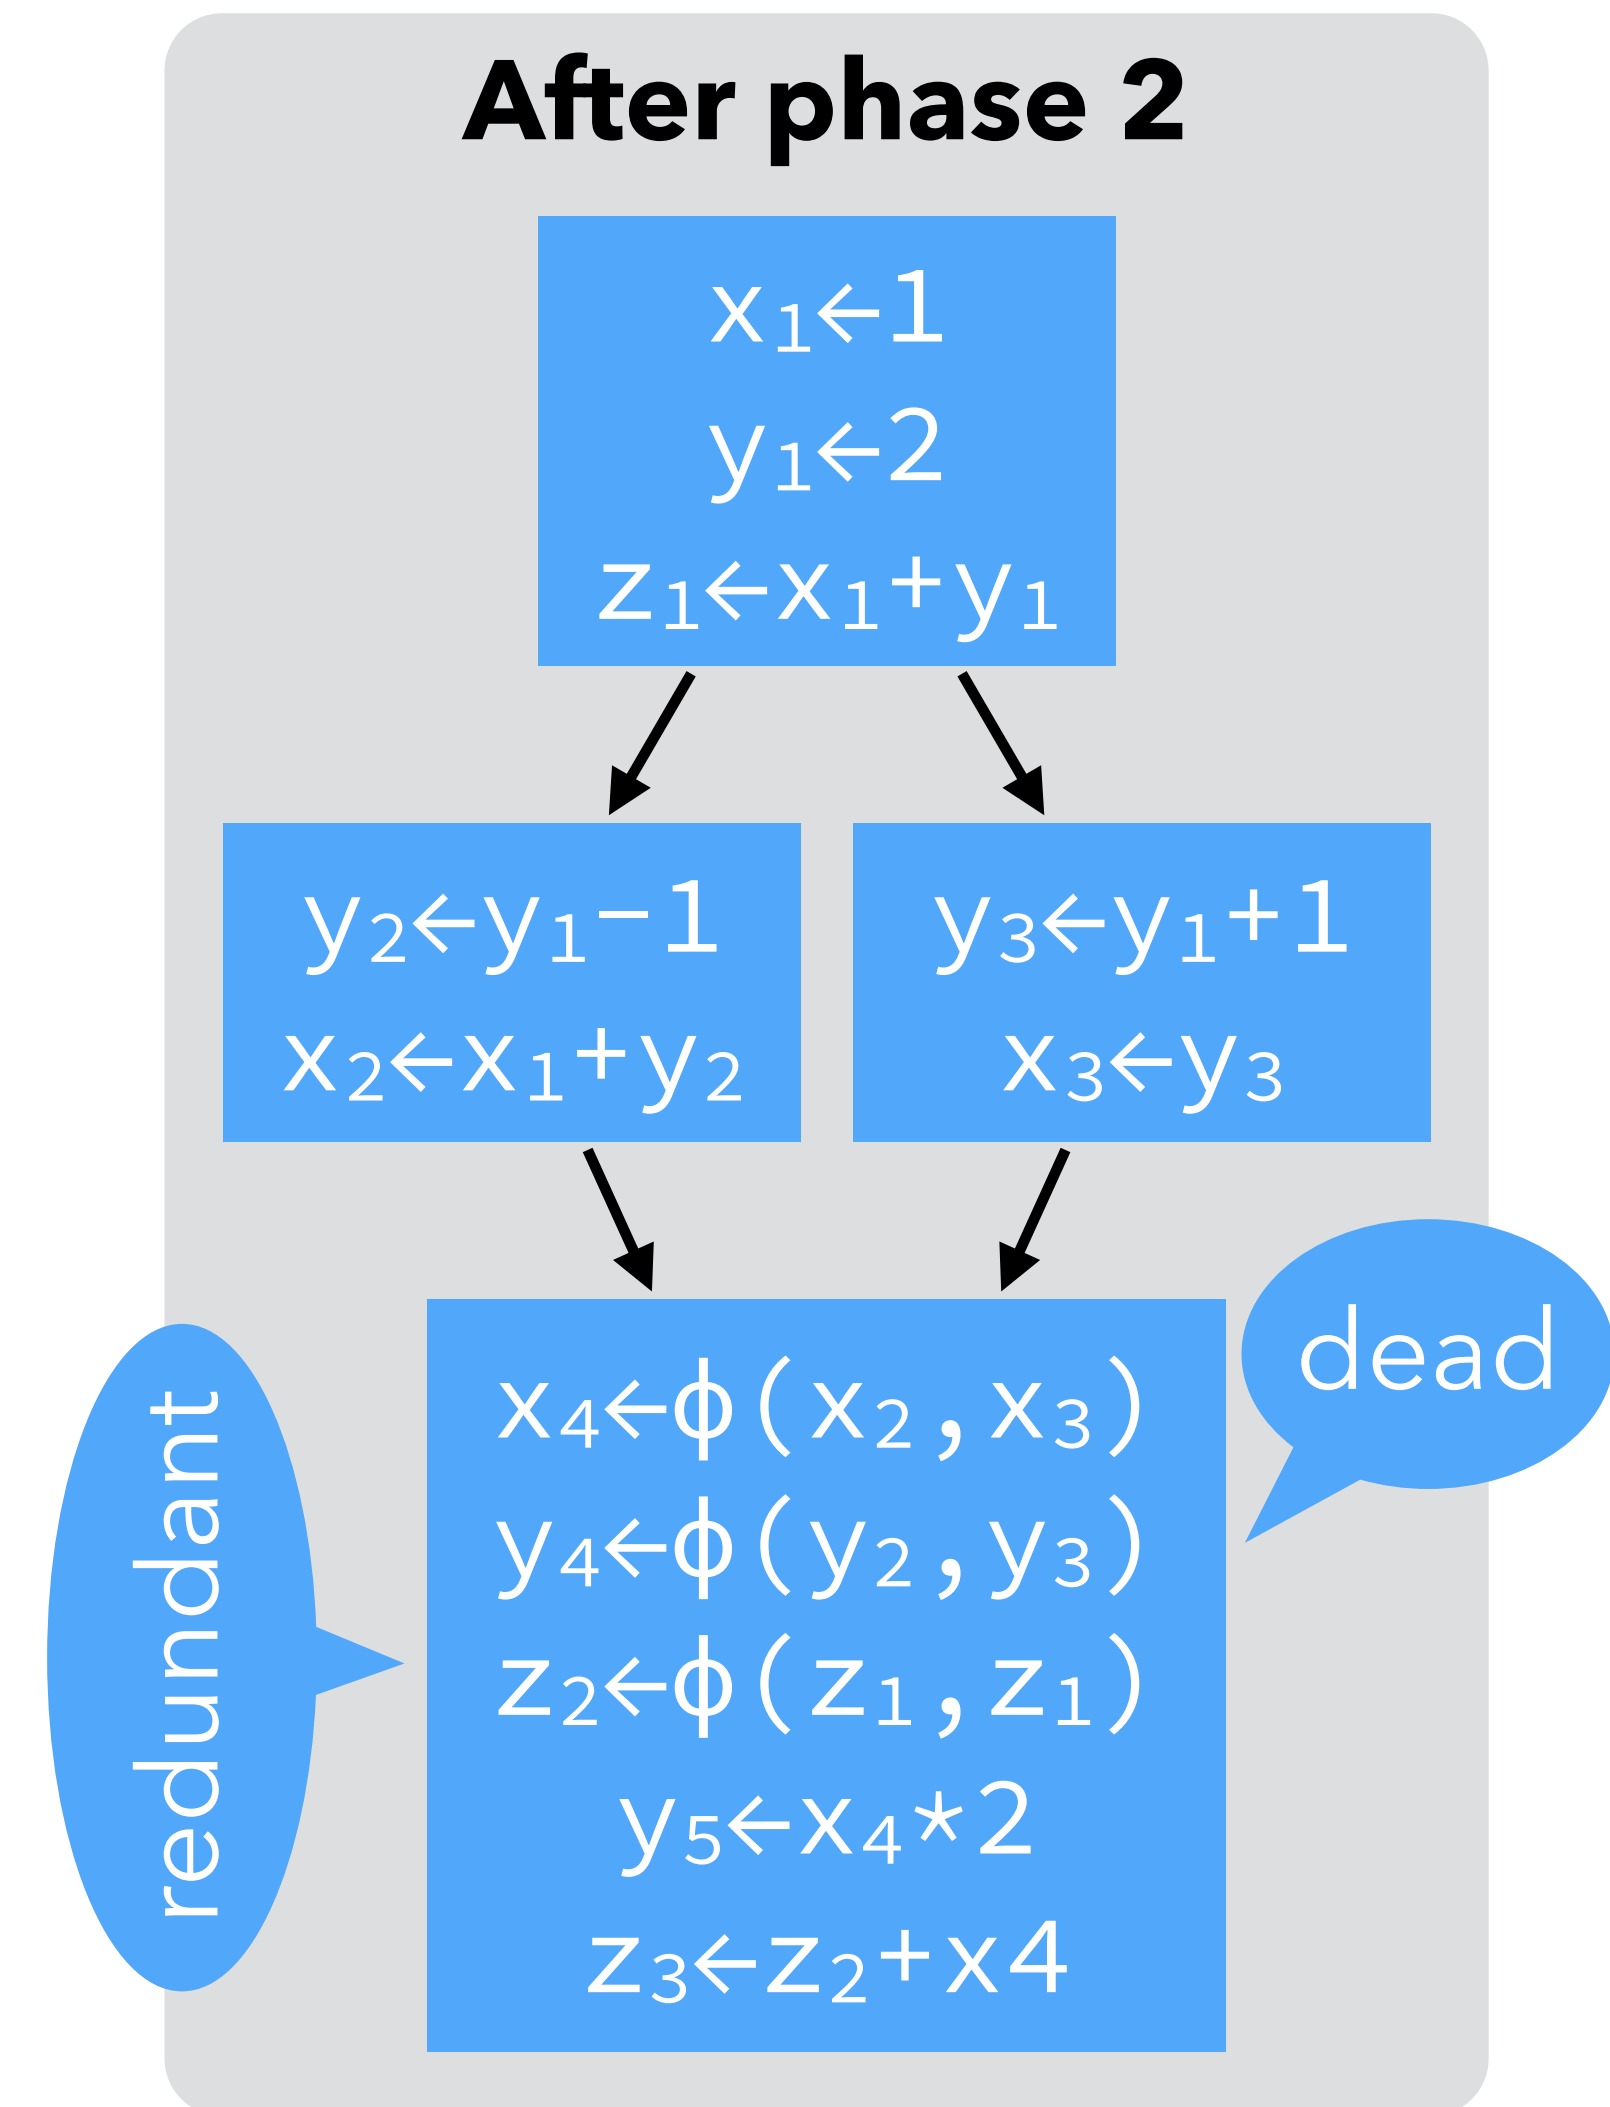 After phase 2
x₁←1
y₁←2
z₁←x₁+y₁
y₂←y₁-1
x₂←x₁+y₂
y₃←y₁+1
x₃←y₃
dead
redundant
x₄←ϕ(x₂,x₃)
y₄←ϕ(y₂,y₃)
z₂←ϕ(z₁,z₁)
y₅←x₄*2
z₃←z₂+x4